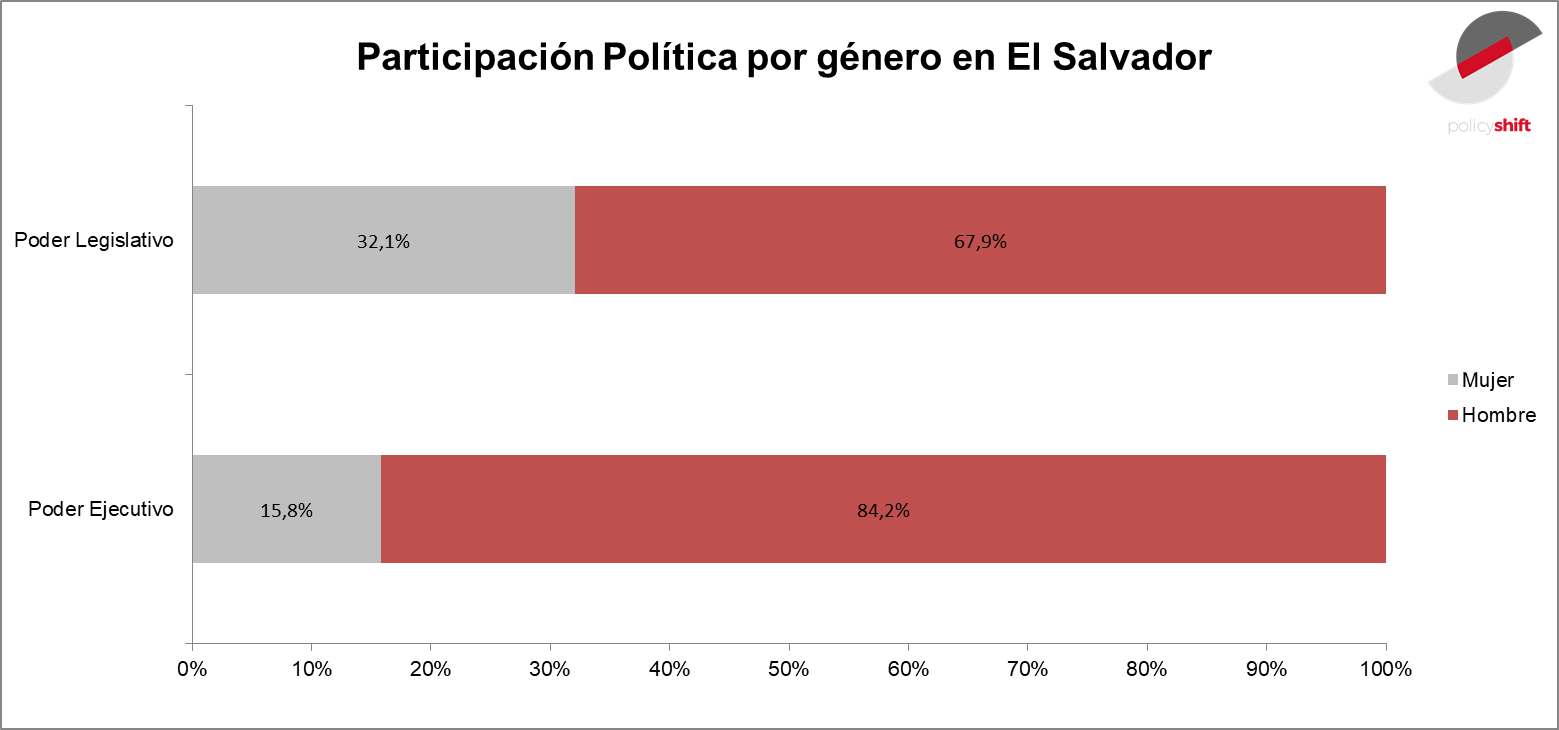 Participación Política por género en El Salvador
policyshift
Poder Legislativo
32,1%
67,9%
Mujer
Hombre
Poder Ejecutivo
15,8%
84,2%
0%
10%
20%
30%
40%
50%
60%
70%
80%
90%
100%